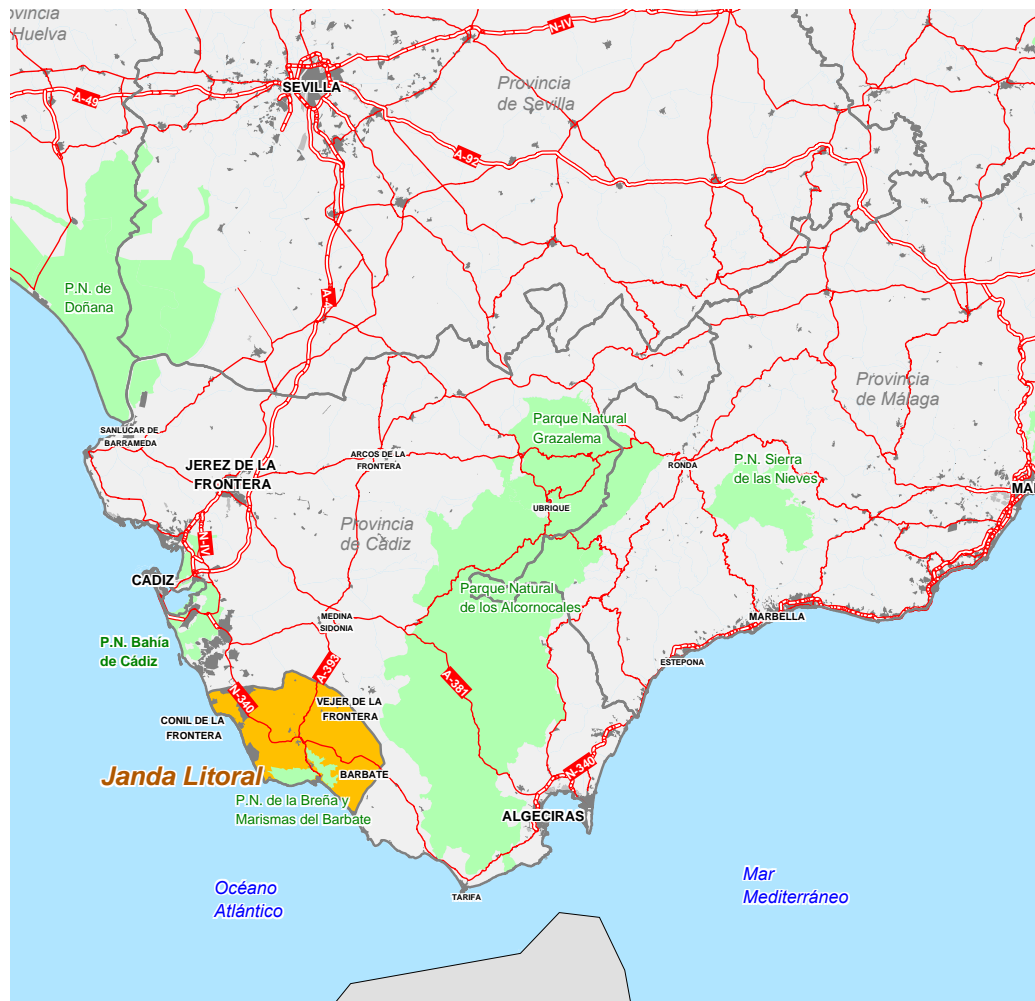 ovincia
Huelva
N-IV
SEVILLA
Provincia
de Sevilla
A-49
A-92
P.N. de
Doñana
A-4
Provincia
de Málaga
Parque Natural
Grazalema
SANLUCAR DE
BARRAMEDA
ARCOS DE LA
FRONTERA
JEREZ DE LA
FRONTERA
RONDA
P.N. Sierra
de las Nieves
MA
UBRIQUE
Provincia
de Cádiz
N-IV
CÁDIZ
Parque Natural
de los Alcornocales
MEDINA
SIDONIA
MARBELLA
P.N. Bahía
de Cádiz
ESTEPONA
A-393
A-381
N-340
VEJER DE LA
FRONTERA
CONIL DE LA
FRONTERA
Janda Litoral
BARBATE
N-340
P.N. de la Breña y
Marismas del Barbate
ALGECIRAS
Océano
Atlántico
TARIFA
Mar
Mediterráneo